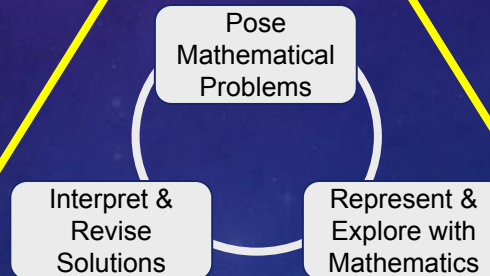 Pose
Mathematical
Problems
Interpret &
Revise
Solutions
Represent &
Explore with
Mathematics